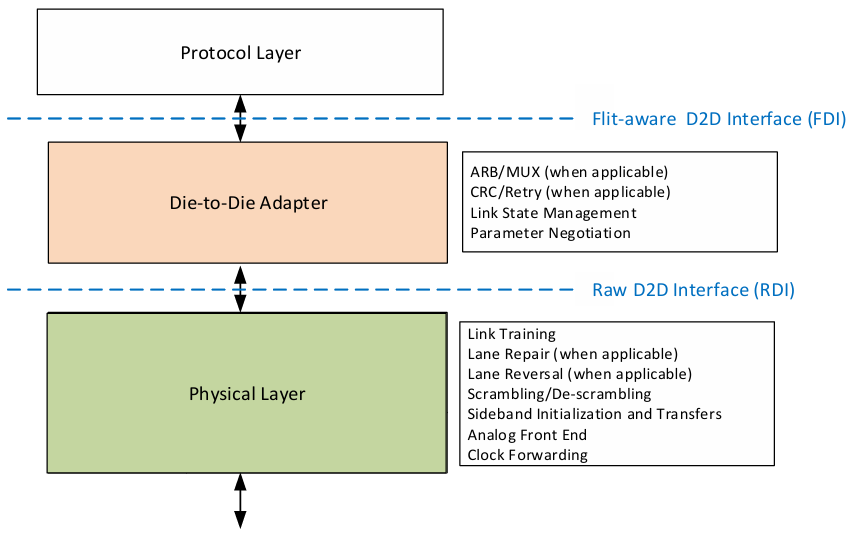 Protocol Layer
Flit-aware D2D Interface (FDI)
Die-to-Die Adapter
ARB/MUX (when applicable)
CRC/Retry (when applicable)
Link State Management
Parameter Negotiation
Raw D2D Interface (RDI)
Physical Layer
Link Training
Lane Repair (when applicable)
Lane Reversal (when applicable)
Scrambling/De-scrambling
Sideband Initialization and Transfers
Analog Front End
Clock Forwarding